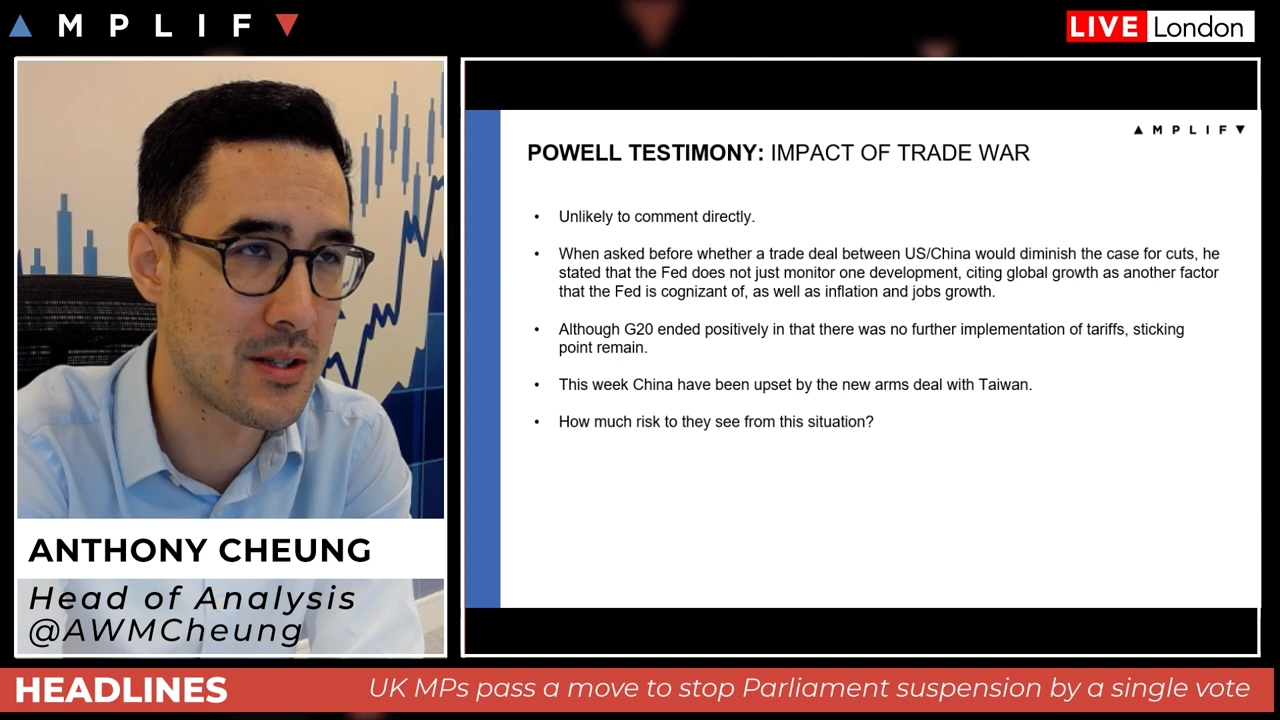 ▲ M P L I F ▼
LIVE London
▲ M P L I F ▼
POWELL TESTIMONY: IMPACT OF TRADE WAR
• Unlikely to comment directly.
• When asked before whether a trade deal between US/China would diminish the case for cuts, he
stated that the Fed does not just monitor one development, citing global growth as another factor
that the Fed is cognizant of, as well as inflation and jobs growth.
• Although G20 ended positively in that there was no further implementation of tariffs, sticking
point remain.
• This week China have been upset by the new arms deal with Taiwan.
• How much risk to they see from this situation?
ANTHONY CHEUNG
Head of Analysis
@AWMCheung
HEADLINES
UK MPs pass a move to stop Parliament suspension by a single vote